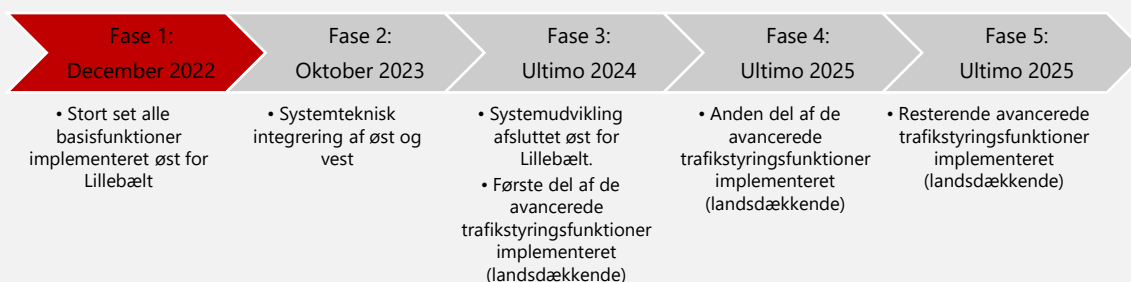 Fase 1:
December 2022
• Stort set alle
basisfunktioner
implementeret øst for
Lillebælt
Fase 2:
Oktober 2023
• Systemteknisk
integrering af øst og
vest
Fase 3:
Ultimo 2024
• Systemudvikling
afsluttet øst for
Lillebælt.
• Første del af de
avancerede
trafikstyringsfunktioner
implementeret
(landsdækkende)
Fase 4:
Ultimo 2025
• Anden del af de
avancerede
trafikstyringsfunktioner
implementeret
(landsdækkende)
Fase 5:
Ultimo 2025
• Resterende avancerede
trafikstyringsfunktioner
implementeret
(landsdækkende)